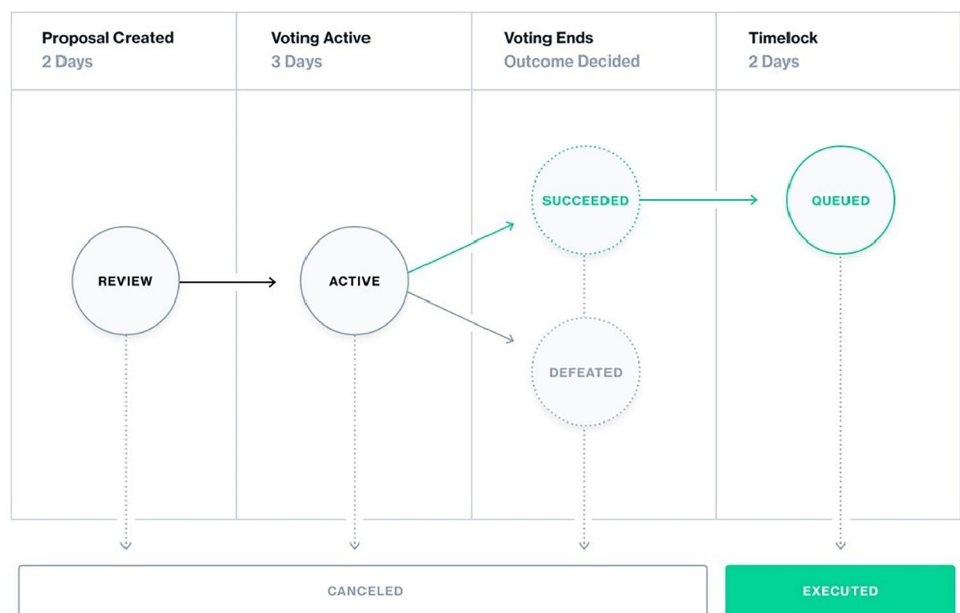 Proposal Created
2 Days
Voting Active
3 Days
Voting Ends
Outcome Decided
Timelock
2 Days
REVIEW
ACTIVE
SUCCEEDED
DEFEATED
QUEUED
CANCELED
EXECUTED